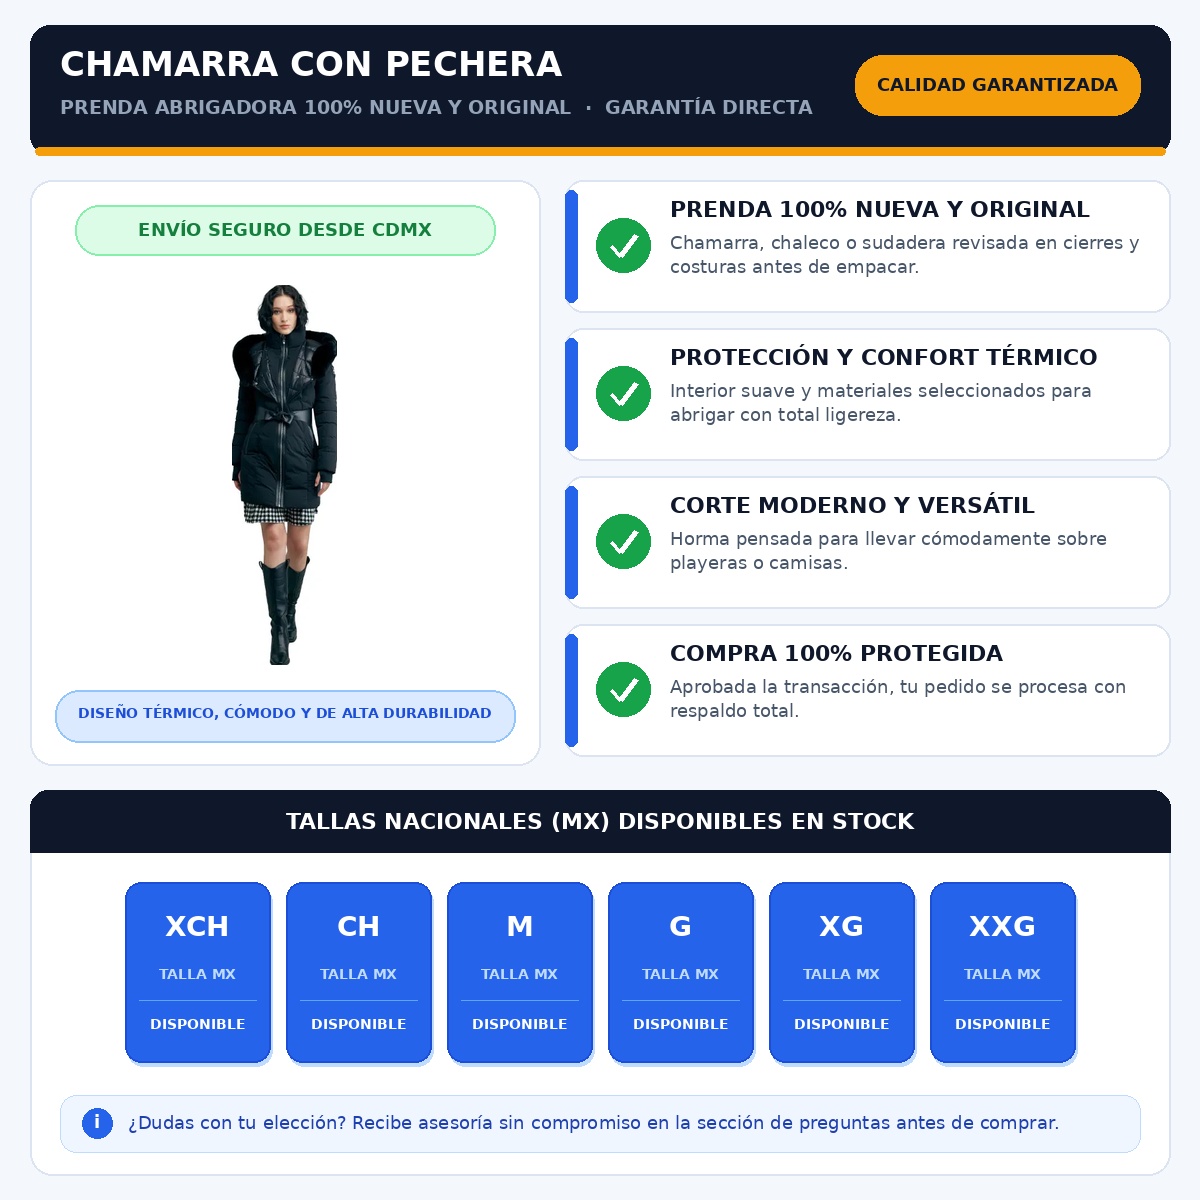 CHAMARRA CON PECHERA
PRENDA ABRIGADORA 100% NUEVA Y ORIGINAL · GARANTÍA DIRECTA
CALIDAD GARANTIZADA
ENVÍO SEGURO DESDE CDMX
DISEÑO TÉRMICO, CÓMODO Y DE ALTA DURABILIDAD
PRENDA 100% NUEVA Y ORIGINAL
Chamarra, chaleco o sudadera revisada en cierres y
costuras antes de empacar.
PROTECCIÓN Y CONFORT TÉRMICO
Interior suave y materiales seleccionados para
abrigar con total ligereza.
CORTE MODERNO Y VERSÁTIL
Horma pensada para llevar cómodamente sobre
playeras o camisas.
COMPRA 100% PROTEGIDA
Aprobada la transacción, tu pedido se procesa con
respaldo total.
TALLAS NACIONALES (MX) DISPONIBLES EN STOCK
XCH
TALLA MX
DISPONIBLE
CH
TALLA MX
DISPONIBLE
M
TALLA MX
DISPONIBLE
G
TALLA MX
DISPONIBLE
XG
TALLA MX
DISPONIBLE
XXG
TALLA MX
DISPONIBLE
i
¿Dudas con tu elección? Recibe asesoría sin compromiso en la sección de preguntas antes de comprar.